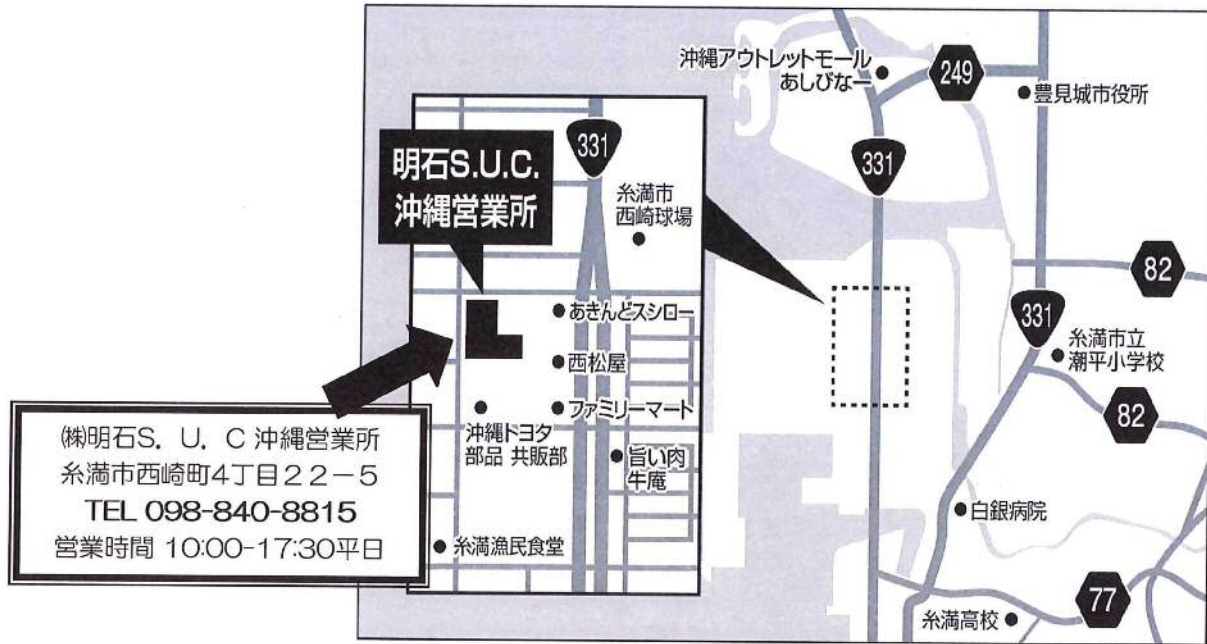 沖縄アウトレットモール
あしびなー
249
豊見城市役所
331
331
明石S.U.C.
沖縄営業所
糸満市
西崎球場
82
あきんどスシロー
331
糸満市立
潮平小学校
西松屋
82
ファミリーマート
沖縄トヨタ
部品 共販部
旨い肉
牛庵
白銀病院
糸満漁民食堂
77
糸満高校
㈱明石S. U. C 沖縄営業所
糸満市西崎町4丁目22-5
TEL 098-840-8815
営業時間 10:00-17:30平日